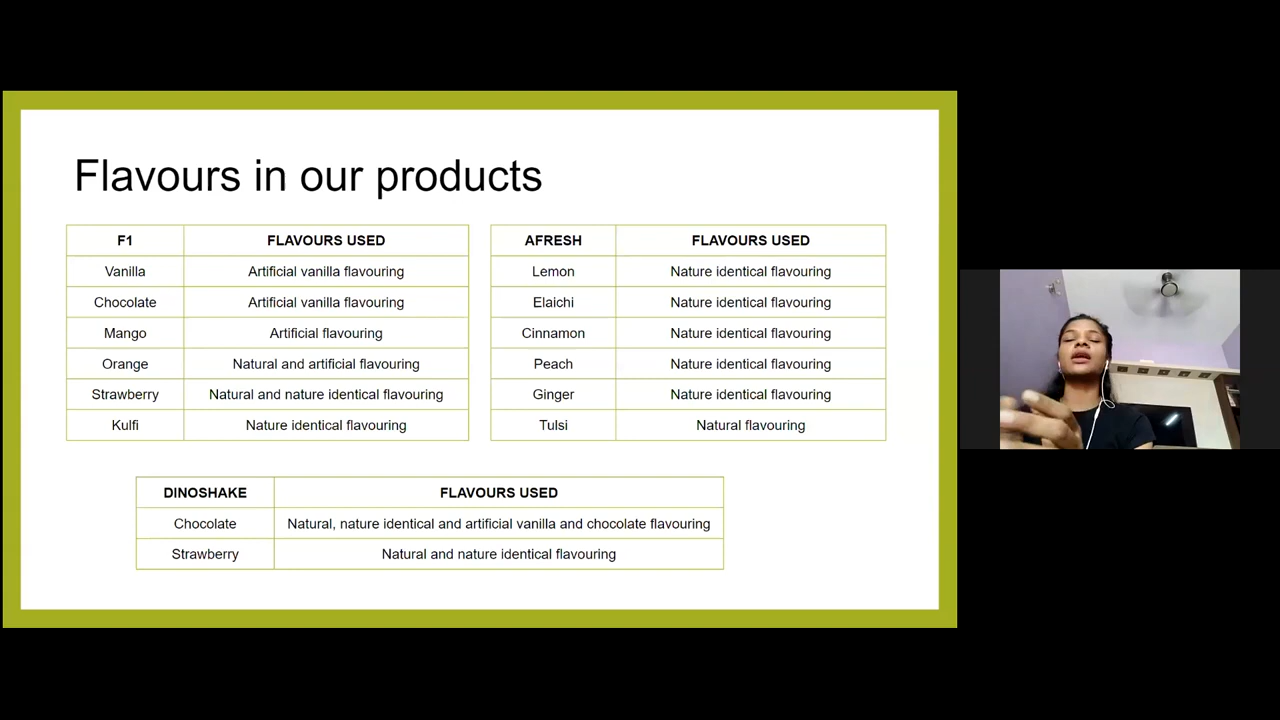 Flavours in our products
F1 FLAVOURS USED
Vanilla Artificial vanilla flavouring
Chocolate Artificial vanilla flavouring
Mango Artificial flavouring
Orange Natural and artificial flavouring
Strawberry Natural and nature identical flavouring
Kulfi Nature identical flavouring
AFRESH FLAVOURS USED
Lemon Nature identical flavouring
Elaichi Nature identical flavouring
Cinnamon Nature identical flavouring
Peach Nature identical flavouring
Ginger Nature identical flavouring
Tulsi Natural flavouring
DINOSHAKE FLAVOURS USED
Chocolate Natural, nature identical and artificial vanilla and chocolate flavouring
Strawberry Natural and nature identical flavouring